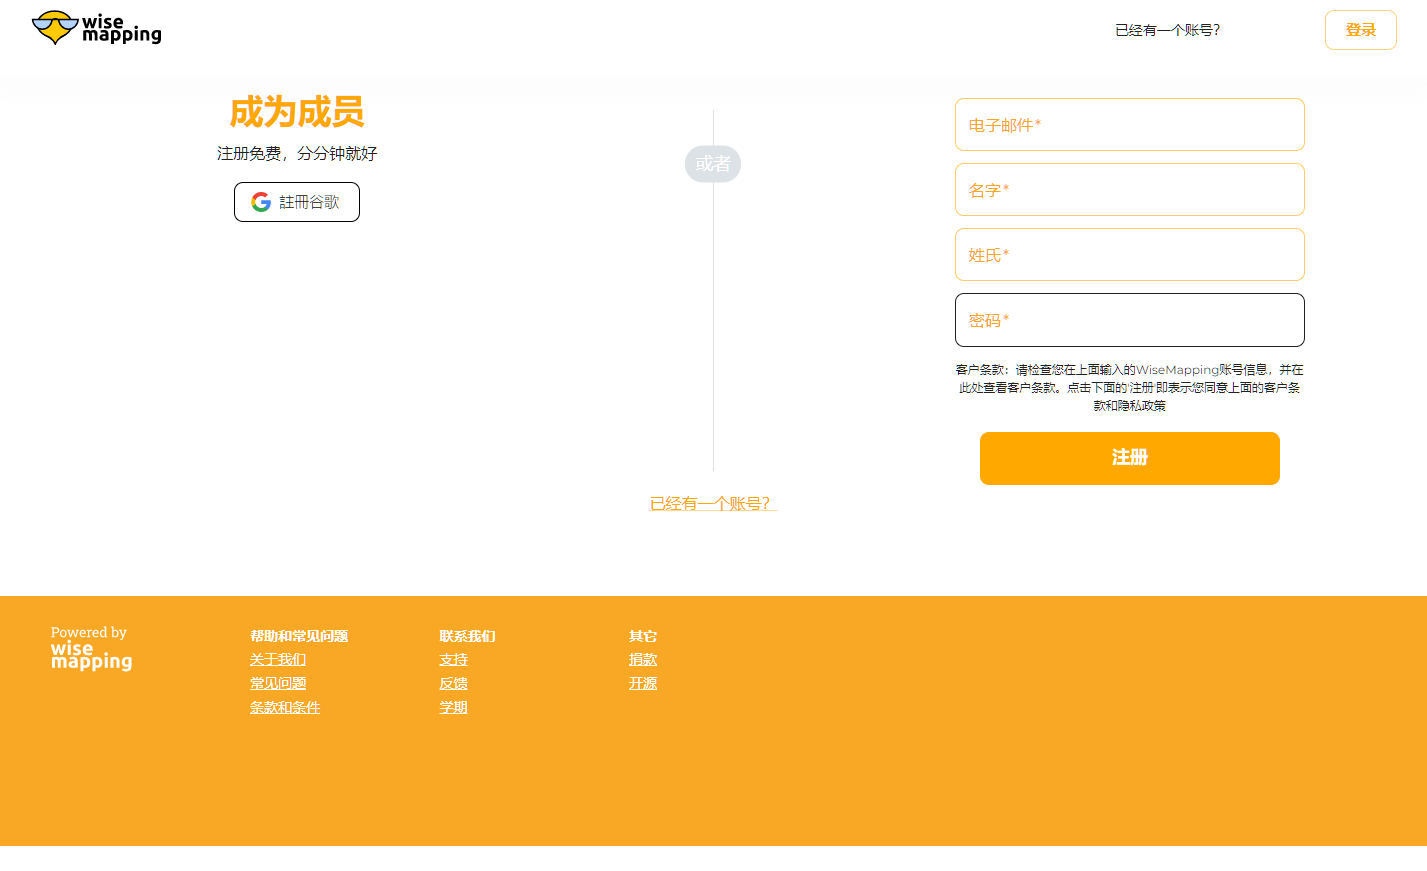 wise
mapping
已经有一个账号？
登录
成为成员
注册免费，分分钟就好
註冊谷歌
或者
电子邮件*
名字*
姓氏*
密码*
客户条款：请检查您在上面输入的WiseMapping账号信息，并在
此处查看客户条款。点击下面的'注册'即表示您同意上面的客户条
款和隐私政策
注册
已经有一个账号？
Powered by
wise
mapping
帮助和常见问题
关于我们
常见问题
条款和条件
联系我们
支持
反馈
学期
其它
捐款
开源